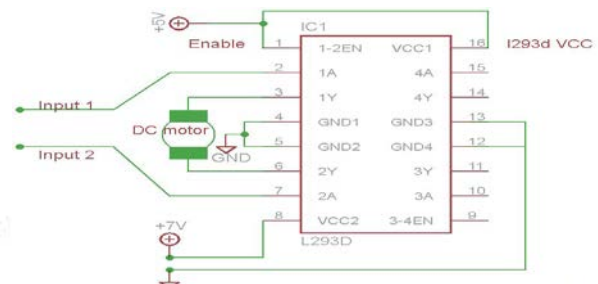 +5V
IC1
Enable
1 1-2EN VCC1 16 I293d VCC
2 1A 4A 15
3 1Y 4Y 14
Input 1
4 GND1 GND3 13
DC motor
GND
5 GND2 GND4 12
Input 2
6 2Y 3Y 11
7 2A 3A 10
+7V
8 VCC2 3-4EN 9
L293D